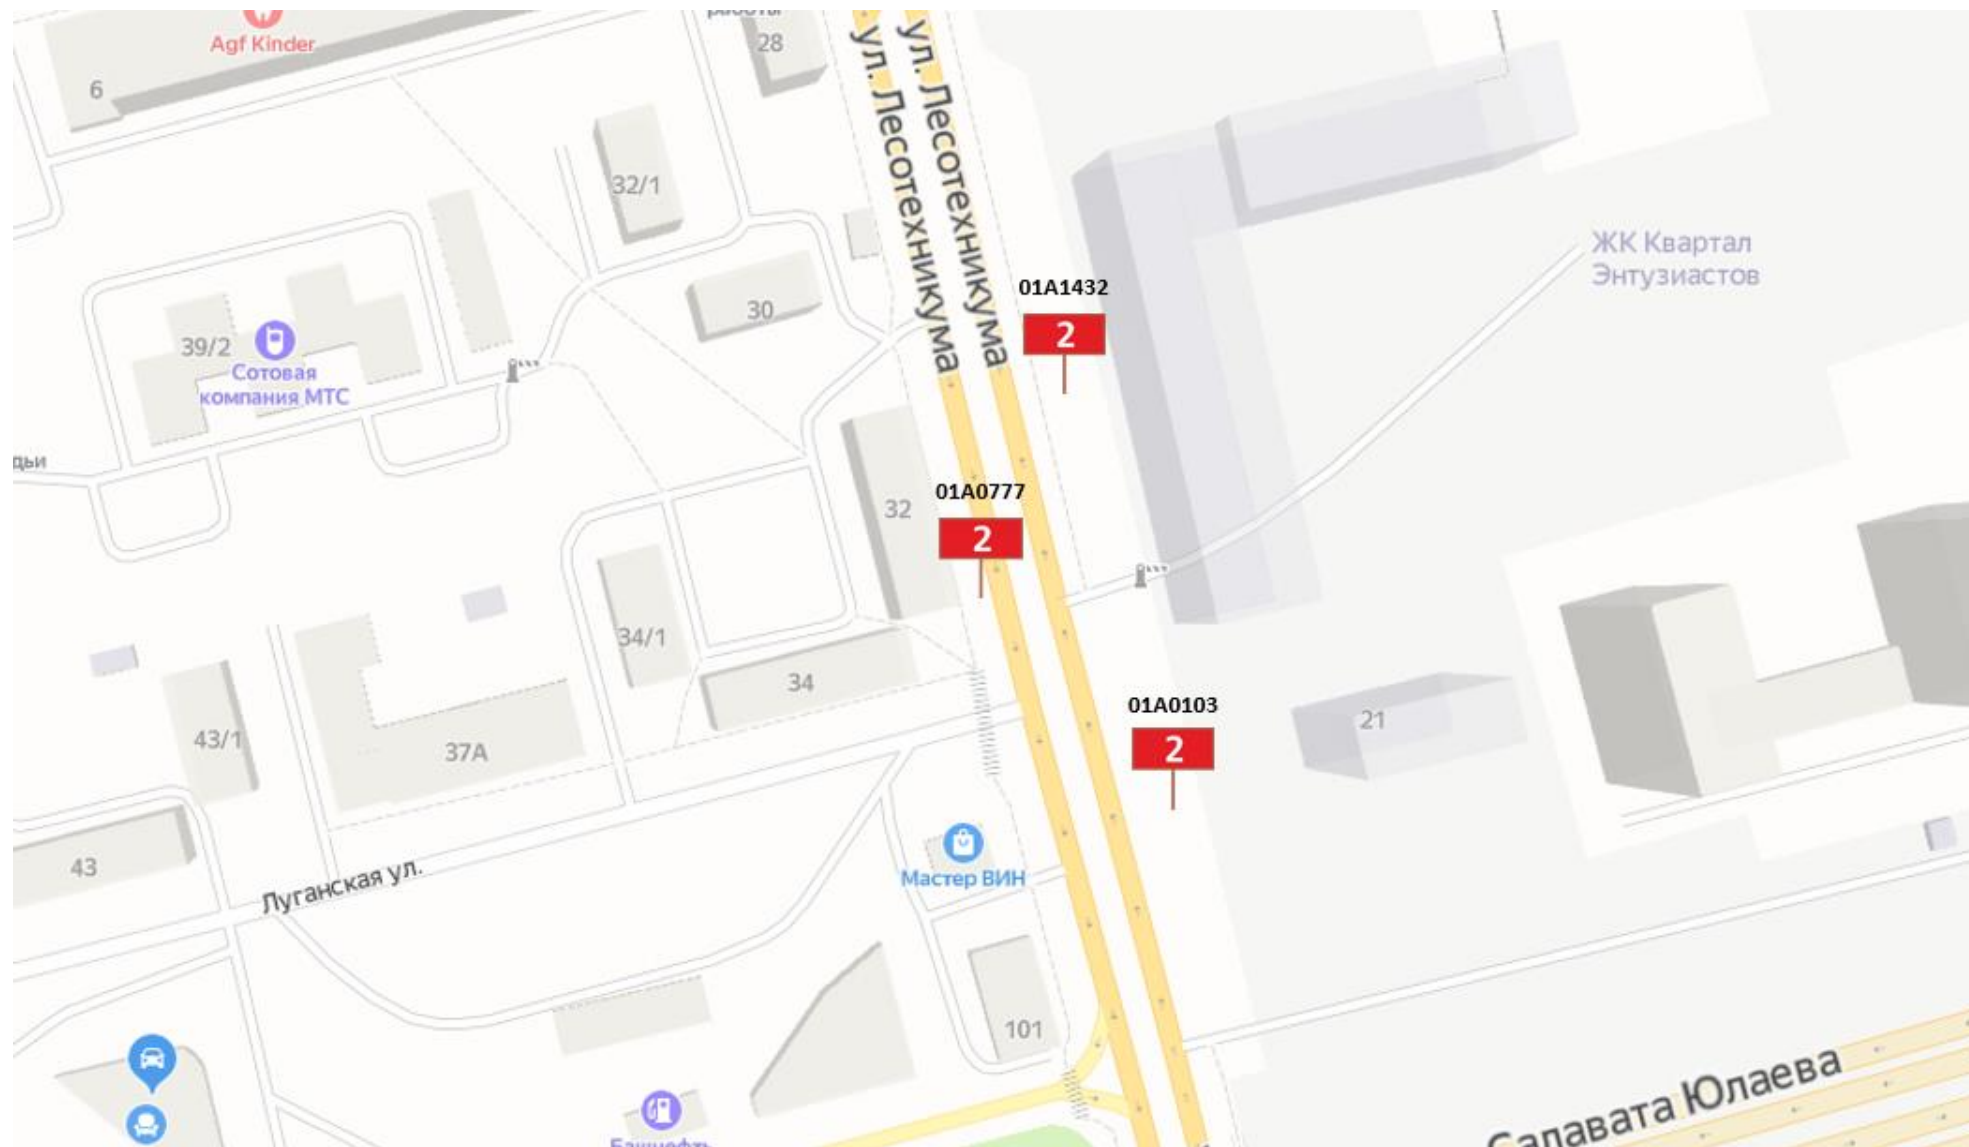 работы
Agf Kinder
28
6
ул. Лесотехникума
ул. Лесотехникума
32/1
ЖК Квартал
Энтузиастов
01А1432
2
30
39/2
Сотовая
компания МТС
01А0777
2
32
34/1
34
01А0103
2
21
43/1
37А
43
Луганская ул.
Мастер ВИН
101
Салавата Юлаева
Башнефть